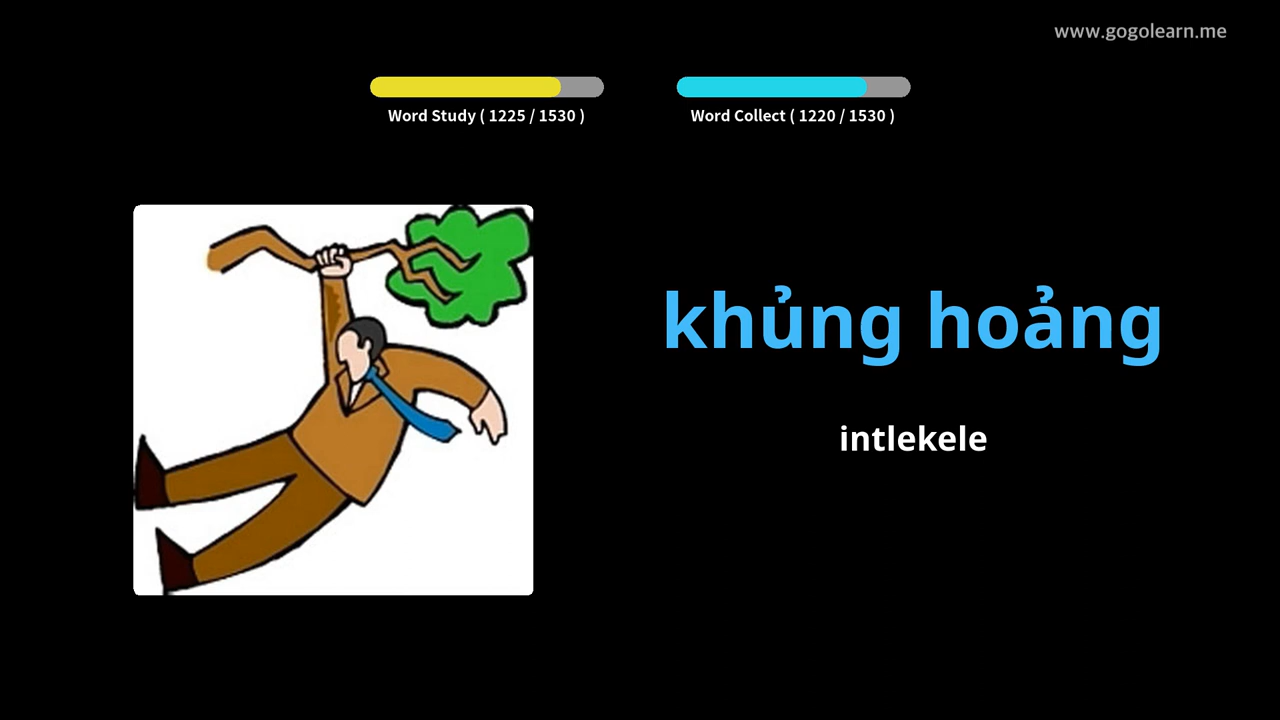 www.gogolearn.me
Word Study ( 1225 / 1530 )
Word Collect ( 1220 / 1530 )
khủng hoảng
intlekele